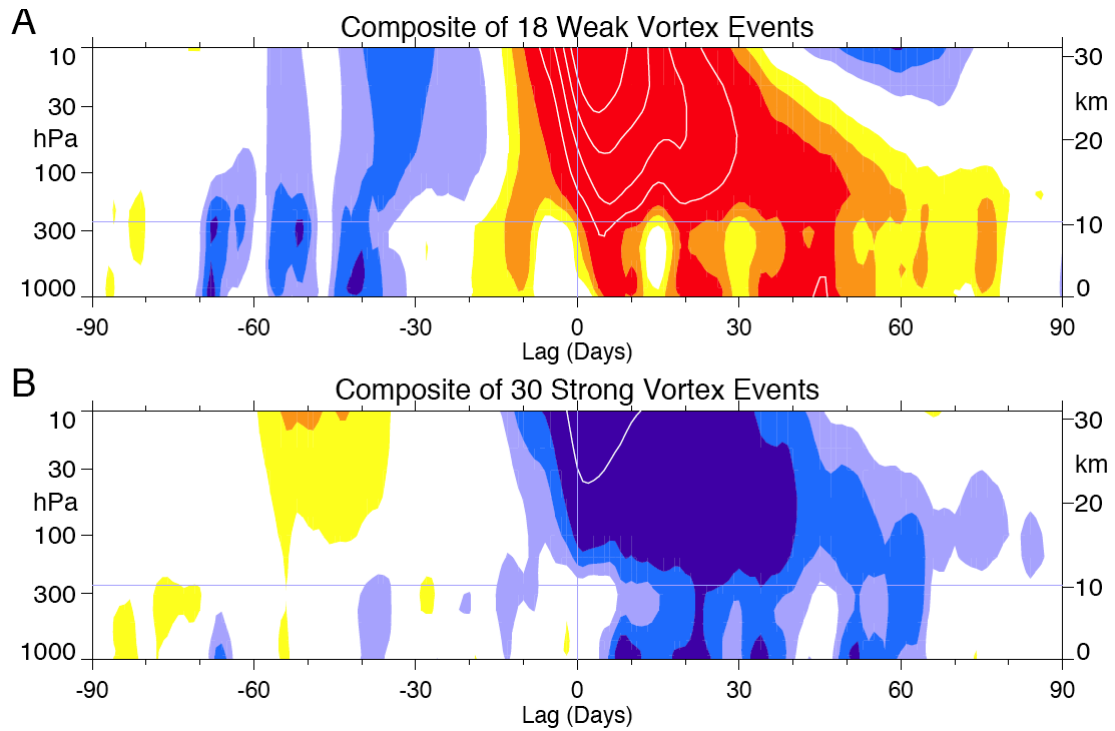 A
Composite of 18 Weak Vortex Events
10
30
hPa
100
300
1000
30
km
20
10
0
-90 -60 -30 0 30 60 90
Lag (Days)
B
Composite of 30 Strong Vortex Events
10
30
hPa
100
300
1000
30
km
20
10
0
-90 -60 -30 0 30 60 90
Lag (Days)